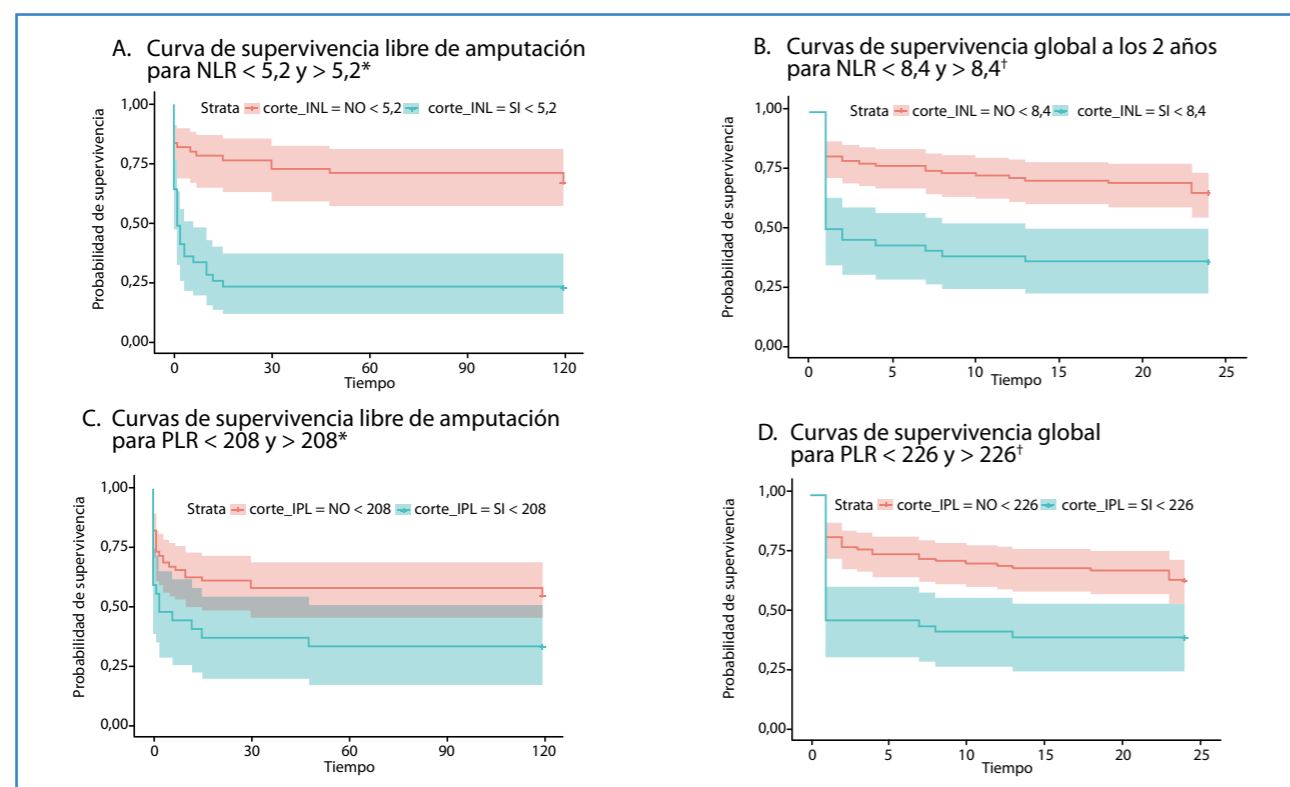 A. Curva de supervivencia libre de amputación
para NLR < 5,2 y > 5,2*
Strata corte_INL = NO < 5,2 corte_INL = SI < 5,2
Probabilidad de supervivencia
1,00
0,75
0,50
0,25
0,00
0 30 60 90 120
Tiempo
B. Curvas de supervivencia global a los 2 años
para NLR < 8,4 y > 8,4†
Strata corte_INL = NO < 8,4 corte_INL = SI < 8,4
Probabilidad de supervivencia
1,00
0,75
0,50
0,25
0,00
0 5 10 15 20 25
Tiempo
C. Curvas de supervivencia libre de amputación
para PLR < 208 y > 208*
Strata corte_IPL = NO < 208 corte_IPL = SI < 208
Probabilidad de supervivencia
1,00
0,75
0,50
0,25
0,00
0 30 60 90 120
Tiempo
D. Curvas de supervivencia global
para PLR < 226 y > 226†
Strata corte_IPL = NO < 226 corte_IPL = SI < 226
Probabilidad de supervivencia
1,00
0,75
0,50
0,25
0,00
0 5 10 15 20 25
Tiempo